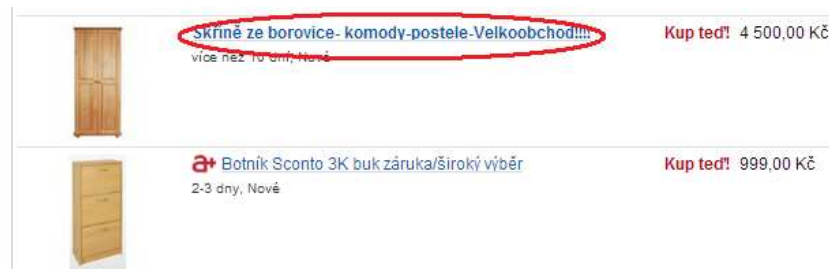 Skříně ze borovice- komody-postele-Velkoobchod!!!! Kup teď! 4 500,00 Kč
více než 10 dní, Nové
a+ Botník Sconto 3K buk záruka/široký výběr Kup teď! 999,00 Kč
2-3 dny, Nové